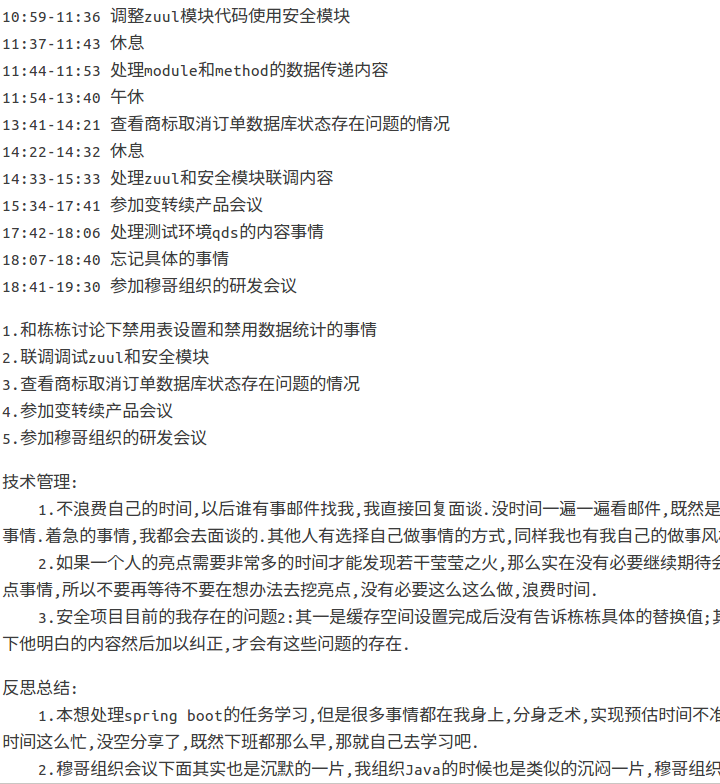 10:59-11:36 调整zuul模块代码使用安全模块
11:37-11:43 休息
11:44-11:53 处理module和method的数据传递内容
11:54-13:40 午休
13:41-14:21 查看商标取消订单数据库状态存在问题的情况
14:22-14:32 休息
14:33-15:33 处理zuul和安全模块联调内容
15:34-17:41 参加变转续产品会议
17:42-18:06 处理测试环境qds的内容事情
18:07-18:40 忘记具体的事情
18:41-19:30 参加穆哥组织的研发会议
1.和栋栋讨论下禁用表设置和禁用数据统计的事情
2.联调调试zuul和安全模块
3.查看商标取消订单数据库状态存在问题的情况
4.参加变转续产品会议
5.参加穆哥组织的研发会议
技术管理:
1.不浪费自己的时间,以后谁有事邮件找我,我直接回复面谈.没时间一遍一遍看邮件,既然是
事情.着急的事情,我都会去面谈的.其他人有选择自己做事情的方式,同样我也有我自己的做事风
2.如果一个人的亮点需要非常多的时间才能发现若干莹莹之火,那么实在没有必要继续期待会
点事情,所以不要再等待不要在想办法去挖亮点,没有必要这么这么做,浪费时间.
3.安全项目目前的我存在的问题2:其一是缓存空间设置完成后没有告诉栋栋具体的替换值;其
下他明白的内容然后加以纠正,才会有这些问题的存在.
反思总结:
1.本想处理spring boot的任务学习,但是很多事情都在我身上,分身乏术,实现预估时间不准
时间这么忙,没空分享了,既然下班都那么早,那就自己去学习吧.
2.穆哥组织会议下面其实也是沉默的一片,我组织Java的时候也是类似的沉闷一片,穆哥组织